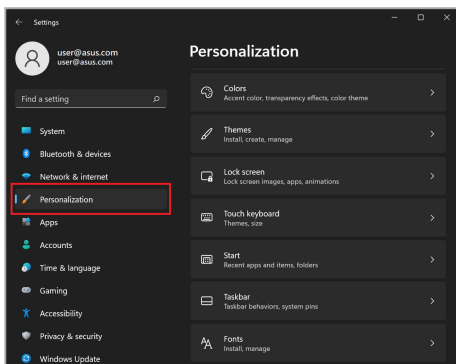 Settings
user@asus.com
user@asus.com
Find a setting
System
Bluetooth & devices
Network & internet
Personalization
Apps
Accounts
Time & language
Gaming
Accessibility
Privacy & security
Windows Update
Personalization
Colors
Accent color, transparency effects, color theme
Themes
Install, create, manage
Lock screen
Lock screen images, apps, animations
Touch keyboard
Themes, size
Start
Recent apps and items, folders
Taskbar
Taskbar behaviors, system pins
Fonts
Install, manage